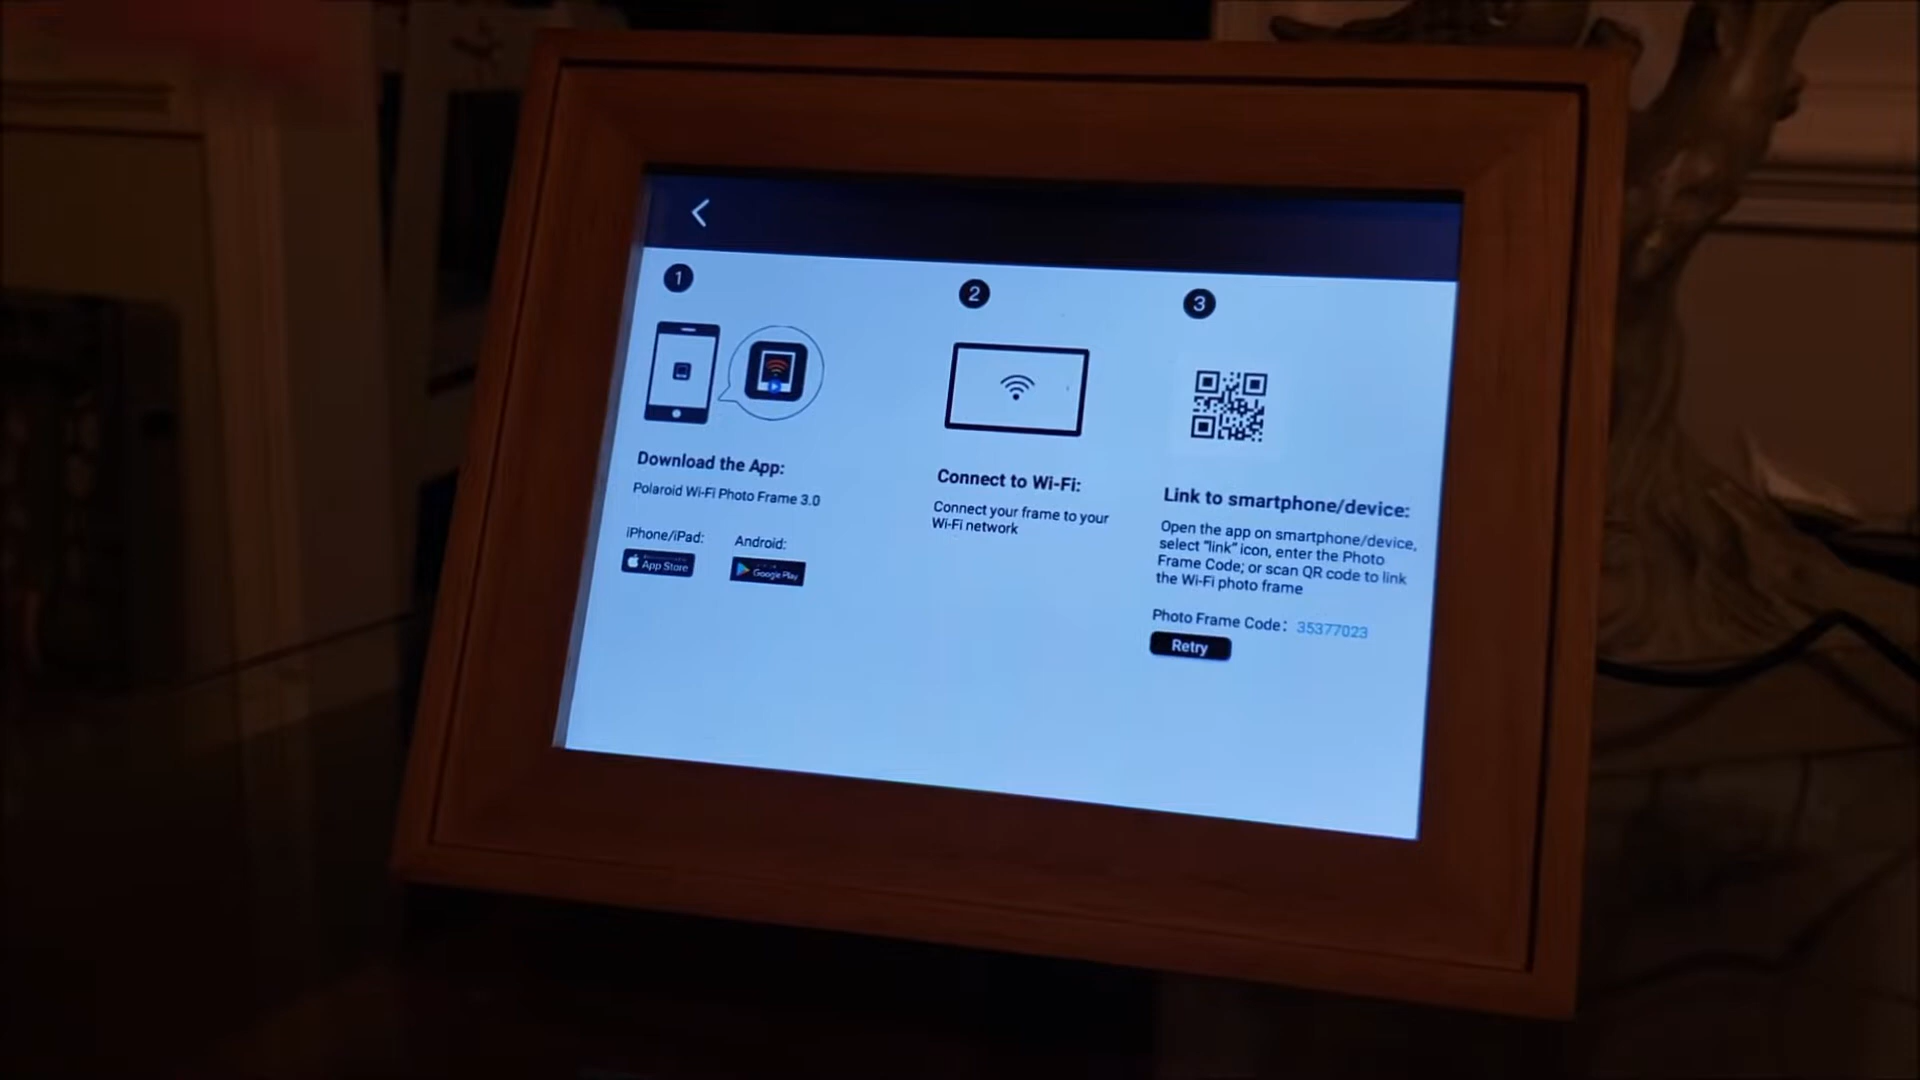 1
Download the App:
Polaroid Wi-Fi Photo Frame 3.0
iPhone/iPad:
App Store
Android:
Google Play
2
Connect to Wi-Fi:
Connect your frame to your
Wi-Fi network
3
Link to smartphone/device:
Open the app on smartphone/device,
select "link" icon, enter the Photo
Frame Code; or scan QR code to link
the Wi-Fi photo frame
Photo Frame Code: 35377023
Retry